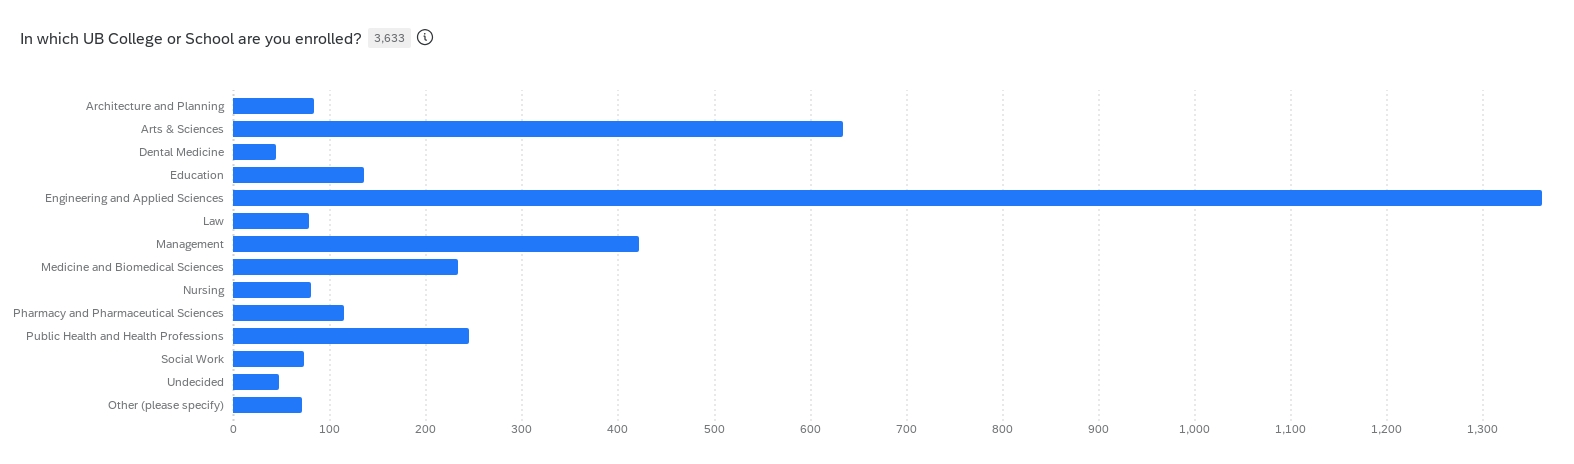 In which UB College or School are you enrolled? 3,633
Architecture and Planning
Arts & Sciences
Dental Medicine
Education
Engineering and Applied Sciences
Law
Management
Medicine and Biomedical Sciences
Nursing
Pharmacy and Pharmaceutical Sciences
Public Health and Health Professions
Social Work
Undecided
Other (please specify)
0 100 200 300 400 500 600 700 800 900 1,000 1,100 1,200 1,300